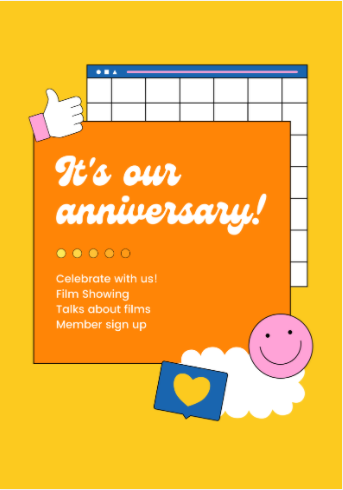 It's our
anniversary!
Celebrate with us!
Film Showing
Talks about films
Member sign up